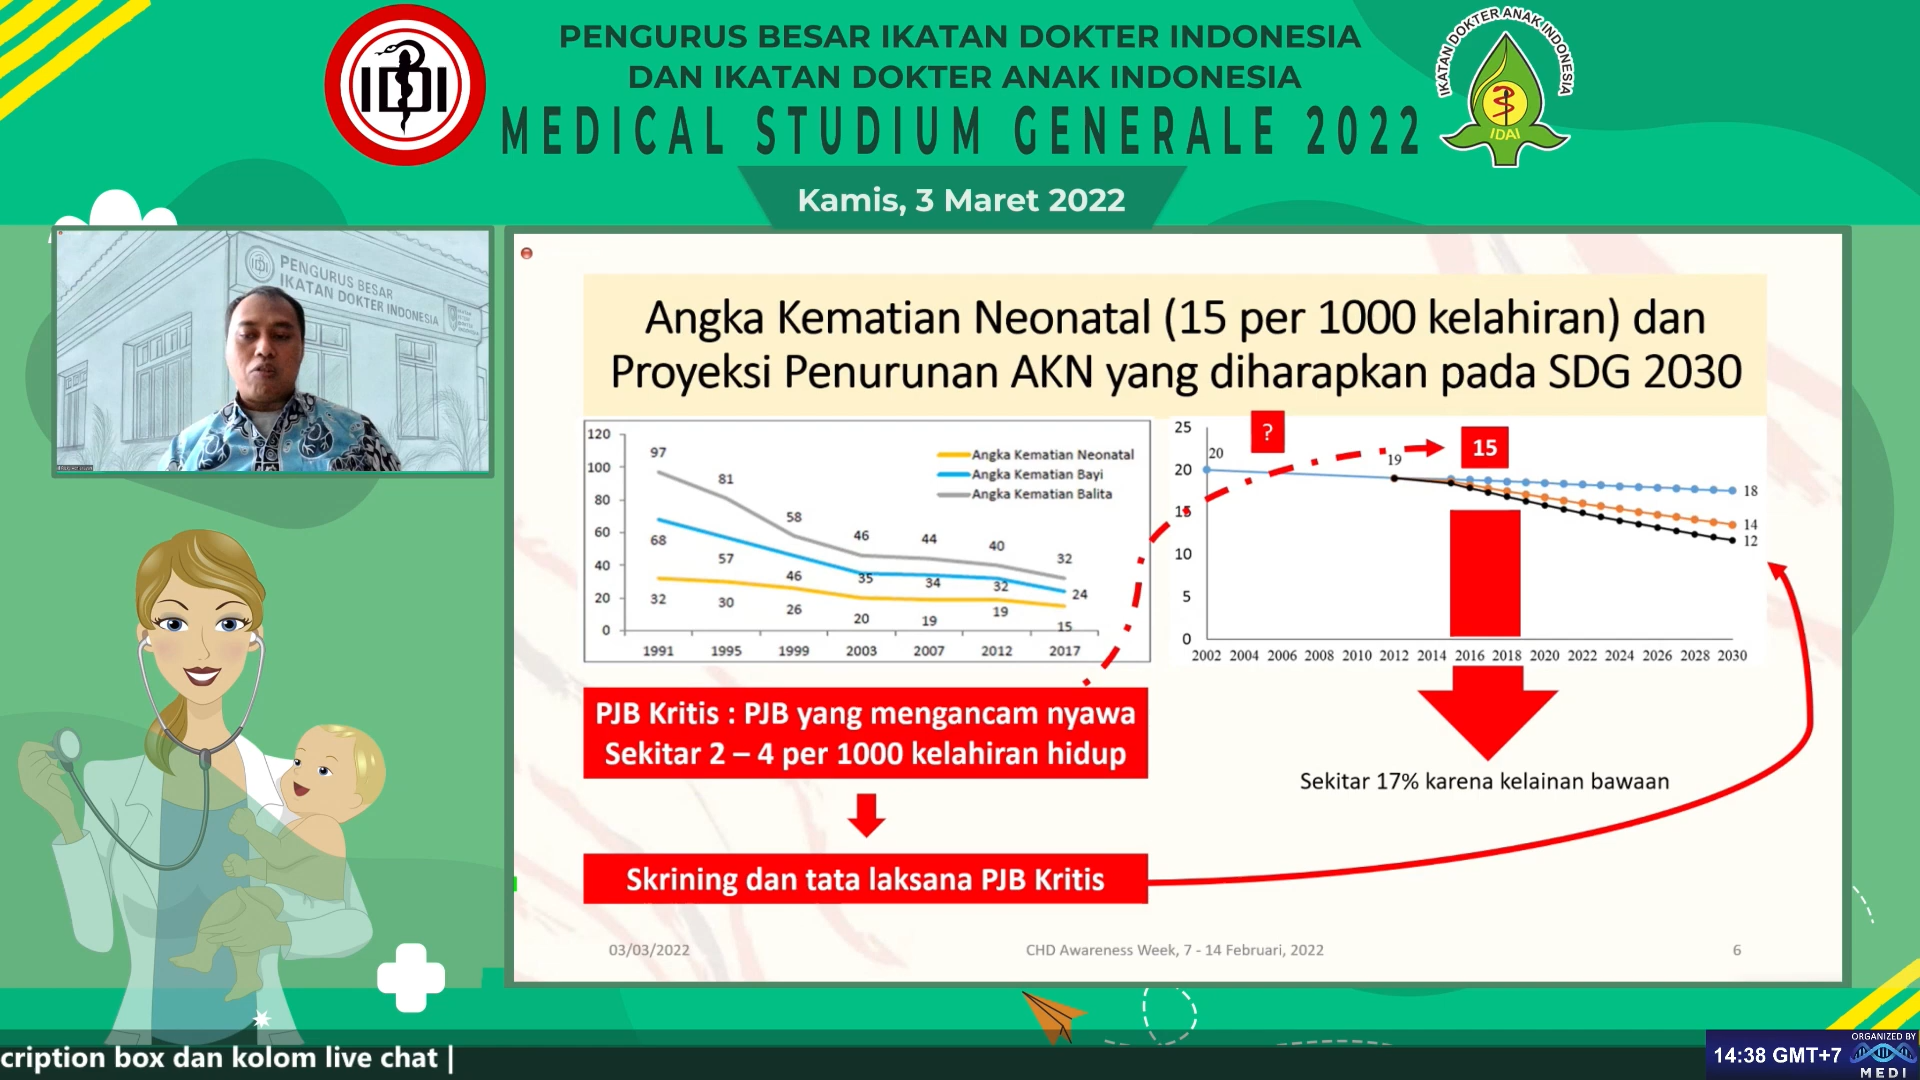 PENGURUS BESAR IKATAN DOKTER INDONESIA
DAN IKATAN DOKTER ANAK INDONESIA
MEDICAL STUDIUM GENERALE 2022
Kamis, 3 Maret 2022
IDI
IKATAN DOKTER ANAK INDONESIA
IDAI
IDI
PENGURUS BESAR
IKATAN DOKTER INDONESIA
Angka Kematian Neonatal (15 per 1000 kelahiran) dan
Proyeksi Penurunan AKN yang diharapkan pada SDG 2030
120
100
80
60
40
20
0
97
81
58
46
44
40
32
68
57
46
35
34
32
24
32
30
26
20
19
19
15
Angka Kematian Neonatal
Angka Kematian Bayi
Angka Kematian Balita
1991 1995 1999 2003 2007 2012 2017
25
20
15
10
5
0
20
?
19
15
18
14
12
2002 2004 2006 2008 2010 2012 2014 2016 2018 2020 2022 2024 2026 2028 2030
PJB Kritis : PJB yang mengancam nyawa
Sekitar 2 – 4 per 1000 kelahiran hidup
Sekitar 17% karena kelainan bawaan
Skrining dan tata laksana PJB Kritis
03/03/2022
CHD Awareness Week, 7 - 14 Februari, 2022
6
cription box dan kolom live chat |
14:38 GMT+7
ORGANIZED BY
MEDI